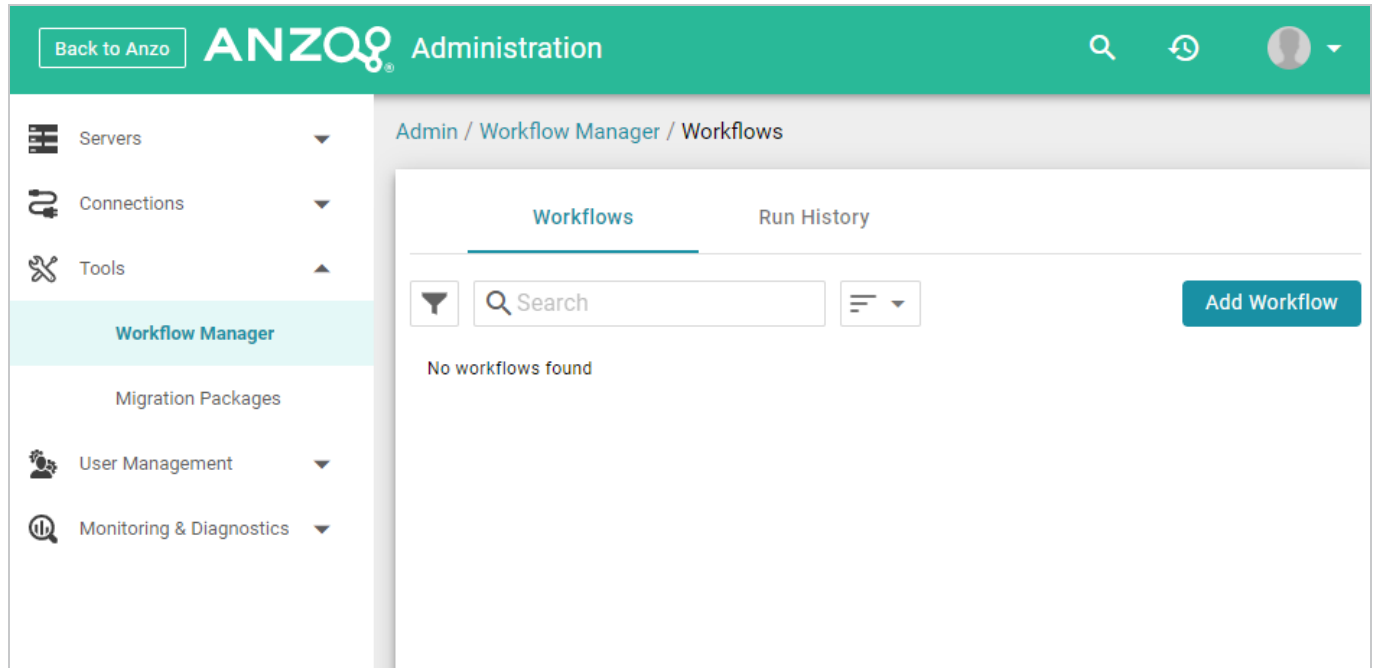 Back to Anzo ANZO® Administration
Servers
Connections
Tools
Workflow Manager
Migration Packages
User Management
Monitoring & Diagnostics
Admin / Workflow Manager / Workflows
Workflows Run History
Search Add Workflow
No workflows found